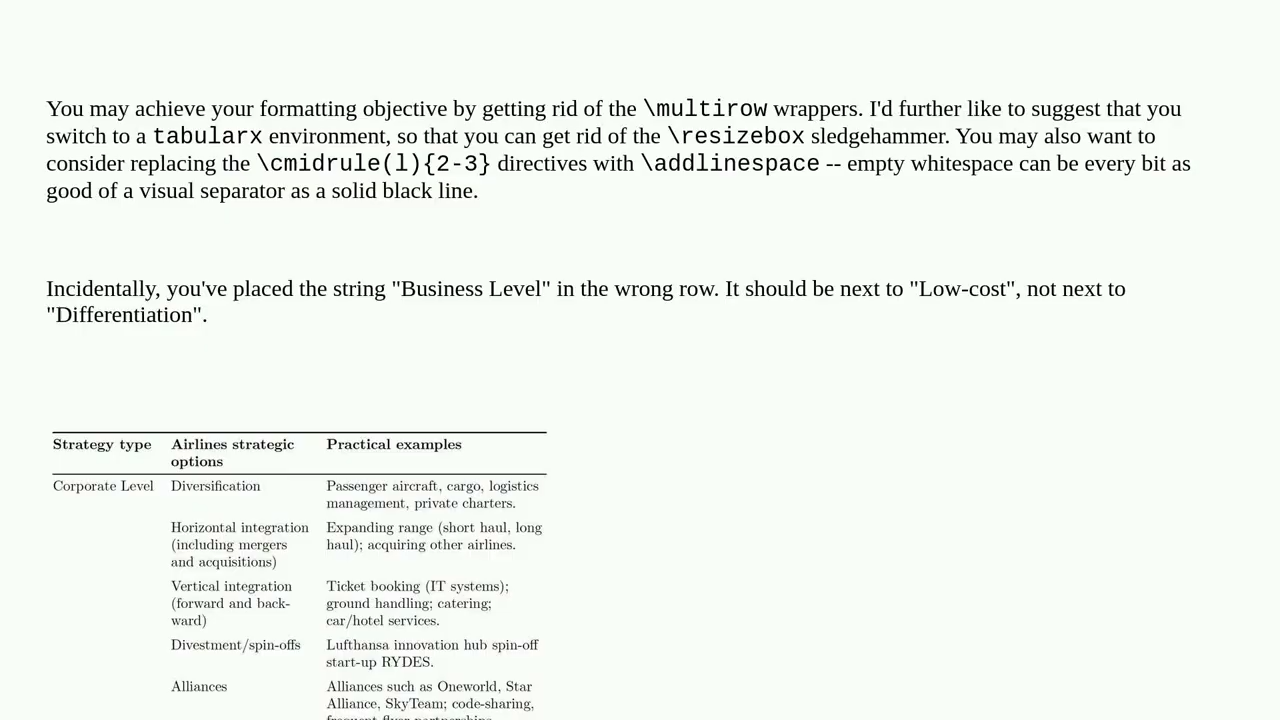 You may achieve your formatting objective by getting rid of the \multirow wrappers. I'd further like to suggest that you
switch to a tabularx environment, so that you can get rid of the \resizebox sledgehammer. You may also want to
consider replacing the \cmidrule(l){2-3} directives with \addlinespace -- empty whitespace can be every bit as
good of a visual separator as a solid black line.
Incidentally, you've placed the string "Business Level" in the wrong row. It should be next to "Low-cost", not next to
"Differentiation".
Strategy type Airlines strategic Practical examples
options
Corporate Level Diversification Passenger aircraft, cargo, logistics
management, private charters.
Horizontal integration Expanding range (short haul, long
(including mergers haul); acquiring other airlines.
and acquisitions)
Vertical integration Ticket booking (IT systems);
(forward and back- ground handling; catering;
ward) car/hotel services.
Divestment/spin-offs Lufthansa innovation hub spin-off
start-up RYDES.
Alliances Alliances such as Oneworld, Star
Alliance, SkyTeam; code-sharing,
frequent flyer partnerships